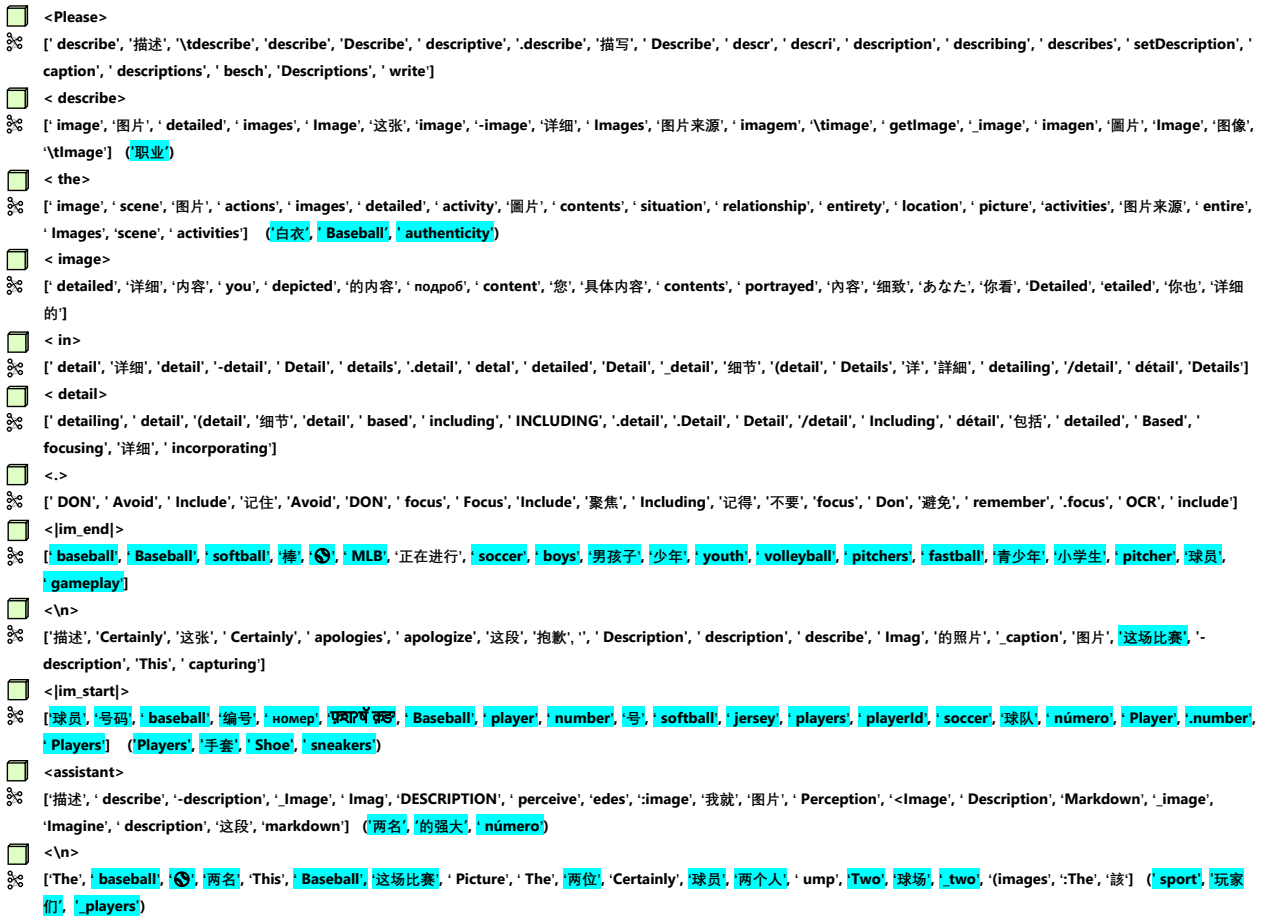 <Please>
[' describe', '描述', '\tdescribe', 'describe', 'Describe', ' descriptive', '.describe', '描写', ' Describe', ' descr', ' descri', ' description', ' describing', ' describes', ' setDescription', '
caption', ' descriptions', ' besch', 'Descriptions', ' write']
< describe>
[‘ image’, ‘图片’, ‘ detailed’, ‘ images’, ‘ Image’, ‘这张’, ‘image’, ‘-image’, ‘详细’, ‘ Images’, ‘图片来源’, ‘ imagem’, ‘\timage’, ‘ getImage’, ‘_image’, ‘ imagen’, ‘圖片’, ‘Image’, ‘图像’,
‘\tImage’] (‘职业’)
< the>
[‘ image’, ‘ scene’, ‘图片’, ‘ actions’, ‘ images’, ‘ detailed’, ‘ activity’, ‘圖片’, ‘ contents’, ‘ situation’, ‘ relationship’, ‘ entirety’, ‘ location’, ‘ picture’, ‘activities’, ‘图片来源’, ‘ entire’,
‘ Images’, ‘scene’, ‘ activities’] (‘白衣’, ‘ Baseball’, ‘ authenticity’)
< image>
[‘ detailed’, ‘详细’, ‘内容’, ‘ you’, ‘ depicted’, ‘的内容’, ‘ подроб’, ‘ content’, ‘您’, ‘具体内容’, ‘ contents’, ‘ portrayed’, ‘內容’, ‘细致’, ‘あなた’, ‘你看’, ‘Detailed’, ‘etailed’, ‘你也’, ‘详细
的’]
< in>
[' detail', '详细', 'detail', '-detail', ' Detail', ' details', '.detail', ' detal', ' detailed', 'Detail', '_detail', '细节', '(detail', ' Details', '详', '詳細', ' detailing', '/detail', ' détail', 'Details']
< detail>
[' detailing', ' detail', '(detail', '细节', 'detail', ' based', ' including', ' INCLUDING', '.detail', '.Detail', ' Detail', '/detail', ' Including', ' détail', '包括', ' detailed', ' Based', '
focusing', '详细', ' incorporating']
<.>
[' DON', ' Avoid', ' Include', '记住', 'Avoid', 'DON', ' focus', ' Focus', 'Include', '聚焦', ' Including', '记得', '不要', 'focus', ' Don', '避免', ' remember', '.focus', ' OCR', ' include']
<|im_end|>
[‘ baseball’, ‘ Baseball’, ‘ softball’, ‘棒’, ‘⚾’, ‘ MLB’, ‘正在进行’, ‘ soccer’, ‘ boys’, ‘男孩子’, ‘少年’, ‘ youth’, ‘ volleyball’, ‘ pitchers’, ‘ fastball’, ‘青少年’, ‘小学生’, ‘ pitcher’, ‘球员’,
‘ gameplay’]
<\n>
['描述', 'Certainly', '这张', ' Certainly', ' apologies', ' apologize', '这段', '抱歉', '', ' Description', ' description', ' describe', ' Imag', '的照片', '_caption', '图片', '这场比赛', '-
description', 'This', ' capturing']
<|im_start|>
[‘球员’, ‘号码’, ‘ baseball’, ‘编号’, ‘ номер’, ‘ Baseball’, ‘ player’, ‘ number’, ‘号’, ‘ softball’, ‘ jersey’, ‘ players’, ‘ playerId’, ‘ soccer’, ‘球队’, ‘ número’, ‘ Player’, ‘.number’,
‘ Players’] (‘Players’, ‘手套’, ‘ Shoe’, ‘ sneakers’)
<assistant>
[‘描述’, ‘ describe’, ‘-description’, ‘_Image’, ‘ Imag’, ‘DESCRIPTION’, ‘ perceive’, ‘edes’, ‘:image’, ‘我就’, ‘图片’, ‘ Perception’, ‘<Image’, ‘ Description’, ‘Markdown’, ‘_image’,
‘Imagine’, ‘ description’, ‘这段’, ‘markdown’] (‘两名’, ‘的强大’, ‘ número’)
<\n>
[‘The’, ‘ baseball’, ‘⚾’, ‘两名’, ‘This’, ‘ Baseball’, ‘这场比赛’, ‘ Picture’, ‘ The’, ‘两位’, ‘Certainly’, ‘球员’, ‘两个人’, ‘ ump’, ‘Two’, ‘球场’, ‘_two’, ‘(images’, ‘:The’, ‘該‘] (‘ sport’, ‘玩家
们’, ‘_players’)